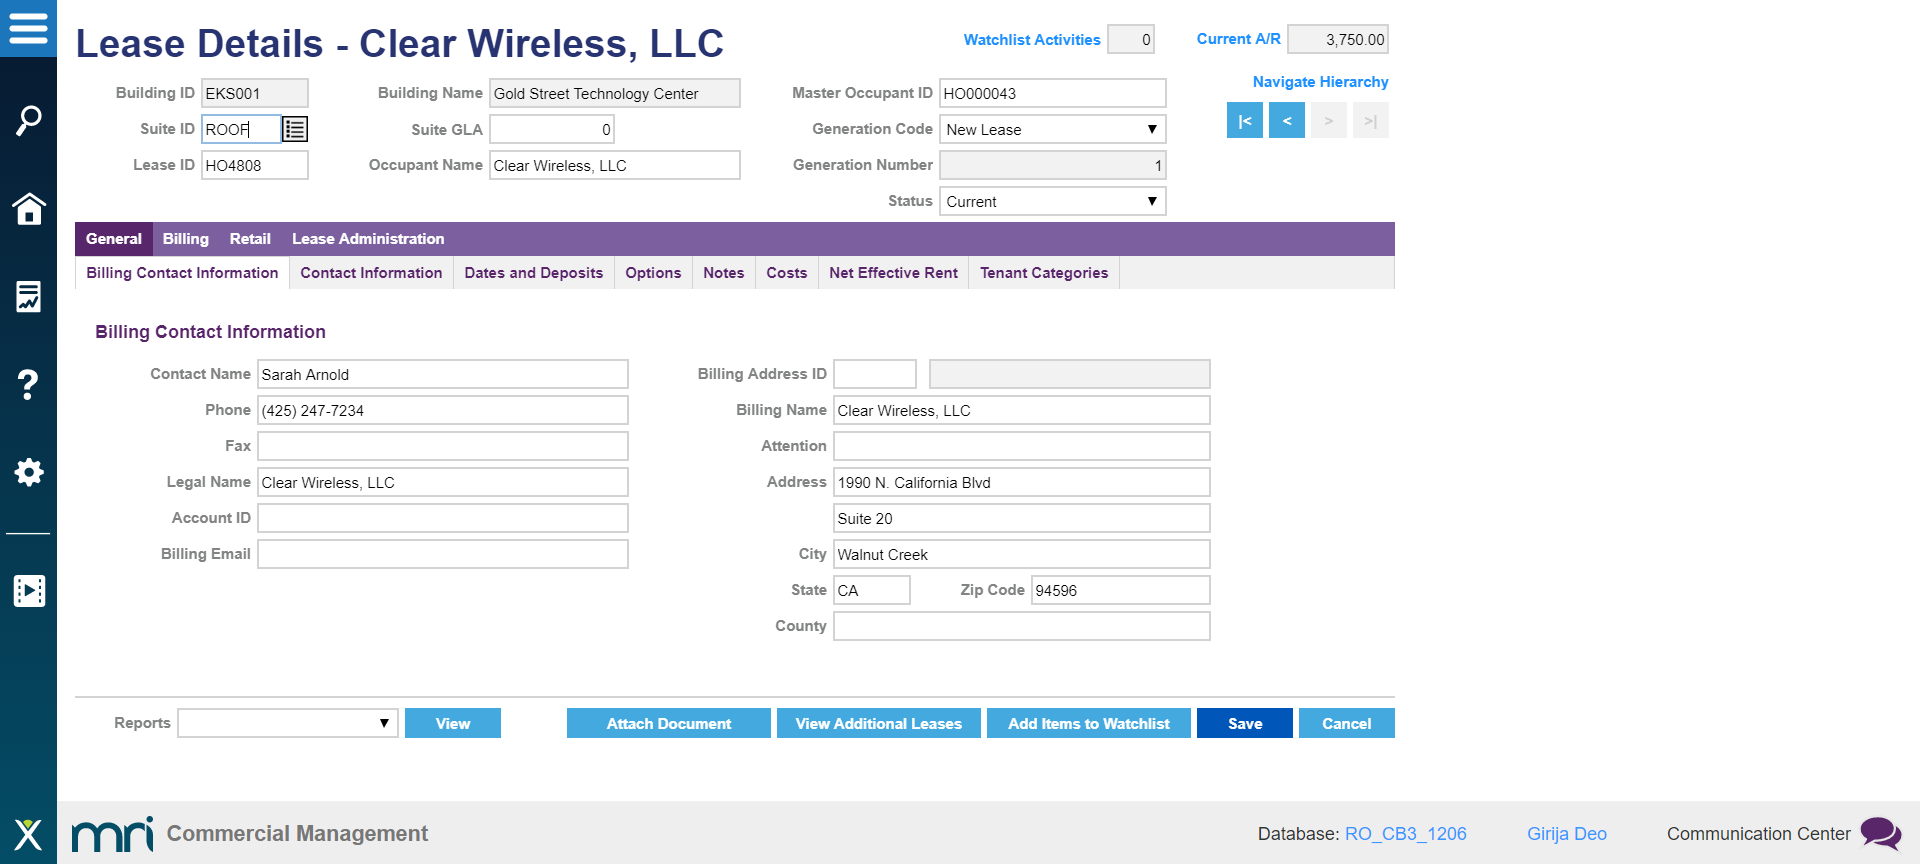 Lease Details - Clear Wireless, LLC
Watchlist Activities 0
Current A/R 3,750.00
Building ID EKS001
Building Name Gold Street Technology Center
Master Occupant ID HO000043
Navigate Hierarchy
|< < > >|
Suite ID ROOF
Suite GLA 0
Generation Code New Lease
Lease ID HO4808
Occupant Name Clear Wireless, LLC
Generation Number 1
Status Current
General Billing Retail Lease Administration
Billing Contact Information Contact Information Dates and Deposits Options Notes Costs Net Effective Rent Tenant Categories
Billing Contact Information
Contact Name Sarah Arnold
Phone (425) 247-7234
Fax
Legal Name Clear Wireless, LLC
Account ID
Billing Email
Billing Address ID
Billing Name Clear Wireless, LLC
Attention
Address 1990 N. California Blvd
Suite 20
City Walnut Creek
State CA Zip Code 94596
County
Reports View Attach Document View Additional Leases Add Items to Watchlist Save Cancel
mri Commercial Management
Database: RO_CB3_1206 Girija Deo Communication Center